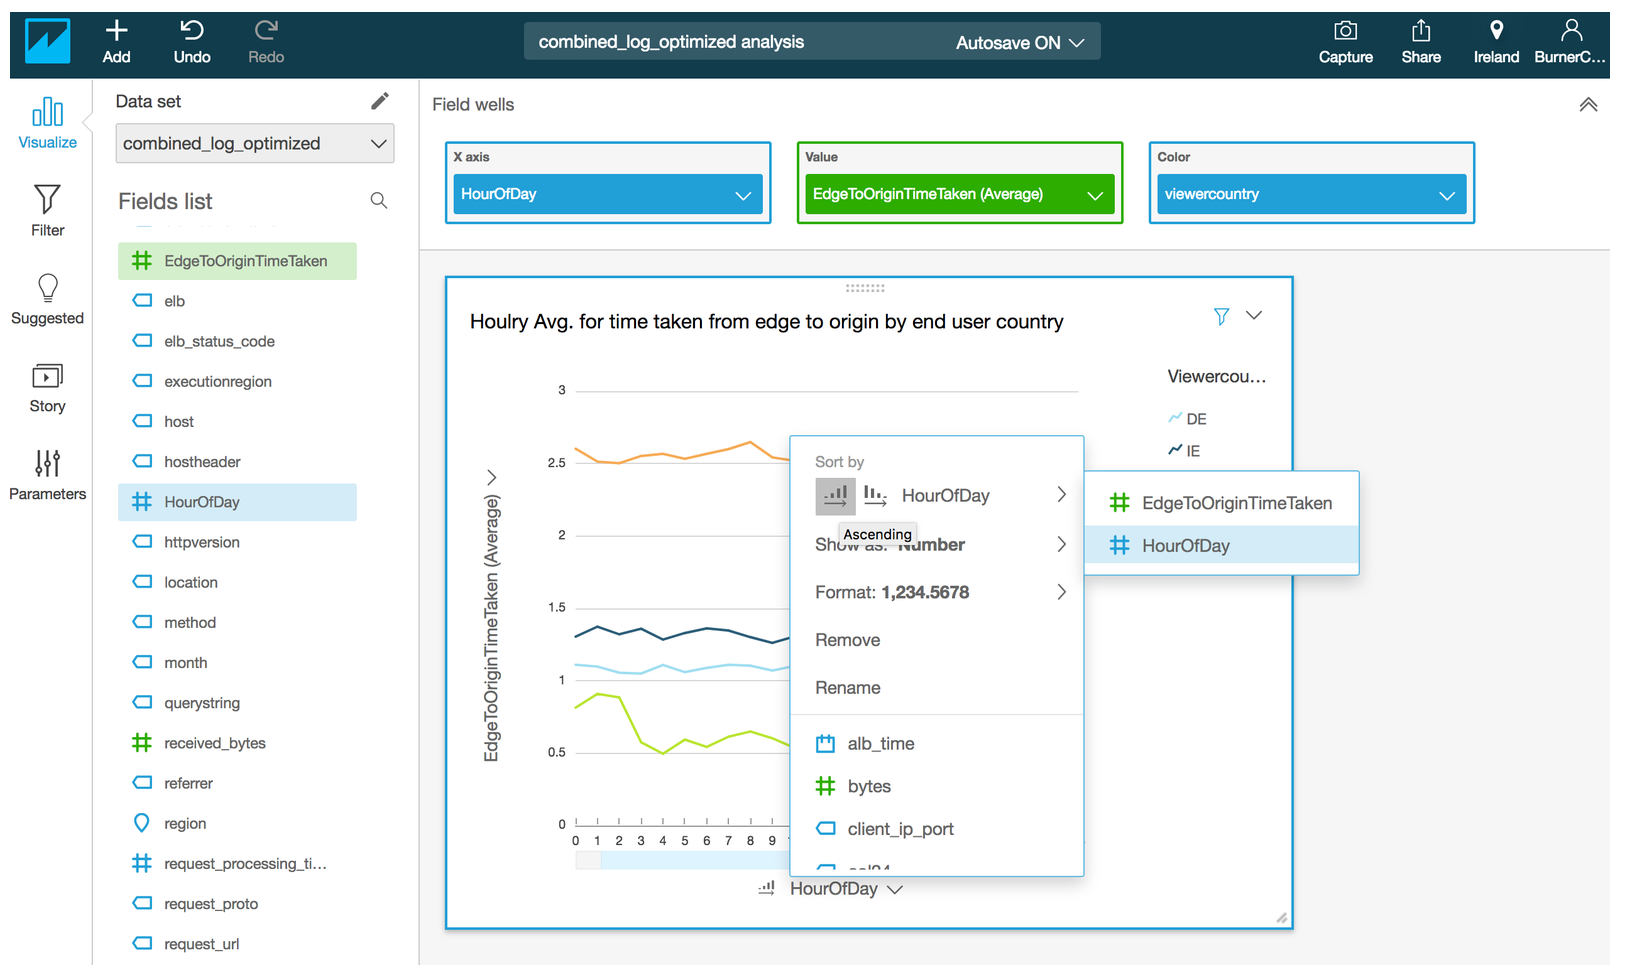 Add
Undo
Redo
combined_log_optimized analysis
Autosave ON
Capture
Share
Ireland
BurnerC...
Visualize
Filter
Suggested
Story
Parameters
Data set
combined_log_optimized
Fields list
EdgeToOriginTimeTaken
elb
elb_status_code
executionregion
host
hostheader
HourOfDay
httpversion
location
method
month
querystring
received_bytes
referrer
region
request_processing_ti...
request_proto
request_url
Field wells
X axis
HourOfDay
Value
EdgeToOriginTimeTaken (Average)
Color
viewercountry
Houlry Avg. for time taken from edge to origin by end user country
Viewercou...
DE
IE
EdgeToOriginTimeTaken (Average)
3
2.5
2
1.5
1
0.5
0
0 1 2 3 4 5 6 7 8 9
HourOfDay
Sort by
HourOfDay
Ascending
Show as: Number
Format: 1,234.5678
Remove
Rename
alb_time
bytes
client_ip_port
EdgeToOriginTimeTaken
HourOfDay